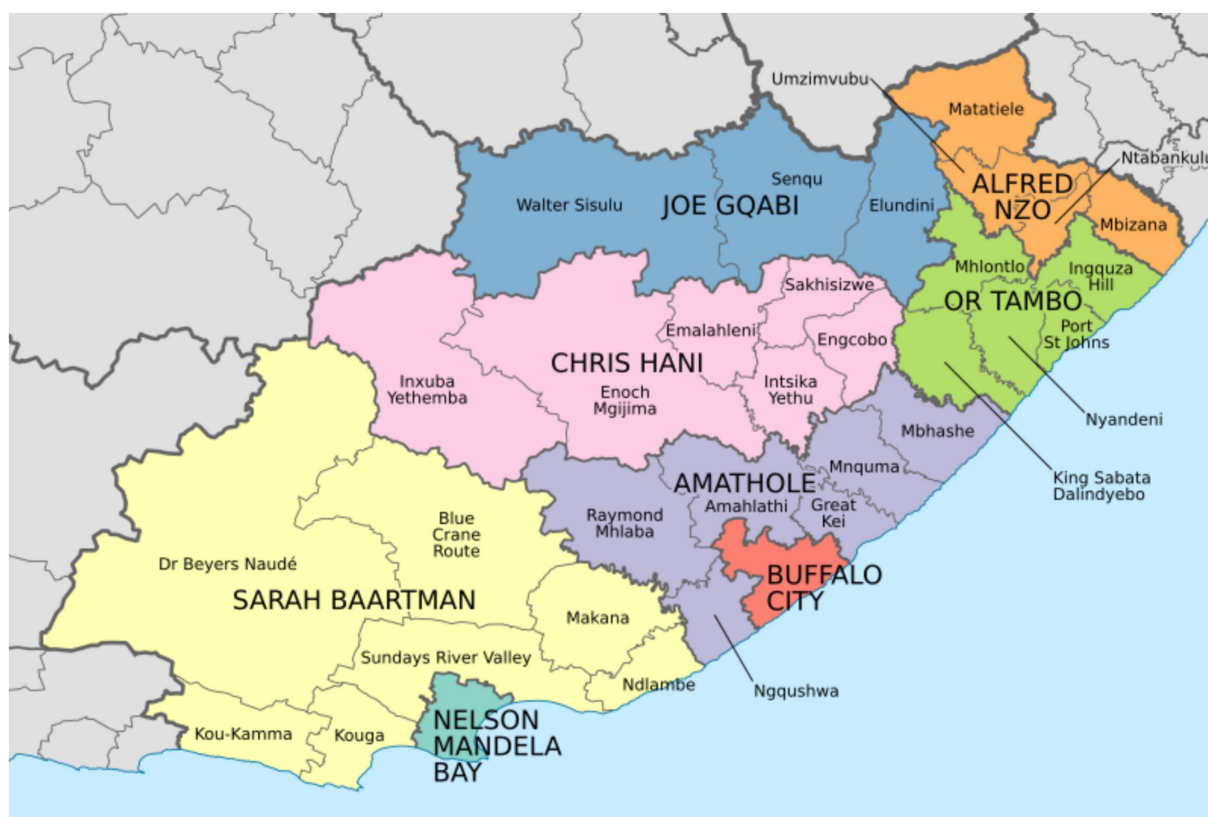 Umzimvubu
Matatiele
Ntabankulu
ALFRED
NZO
Mbizana
Walter Sisulu
Senqu
JOE GQABI
Elundini
Mhlontlo
Ingquza
Hill
OR TAMBO
Port
St Johns
Nyandeni
King Sabata
Dalindyebo
Sakhisizwe
Emalahleni
Engcobo
CHRIS HANI
Inxuba
Yethemba
Enoch
Mgijima
Intsika
Yethu
Mbhashe
Mnquma
AMATHOLE
Amahlathi
Great
Kei
Raymond
Mhlaba
BUFFALO
CITY
Ngqushwa
Blue
Crane
Route
Dr Beyers Naudé
SARAH BAARTMAN
Makana
Sundays River Valley
Ndlambe
Kou-Kamma
Kouga
NELSON
MANDELA
BAY